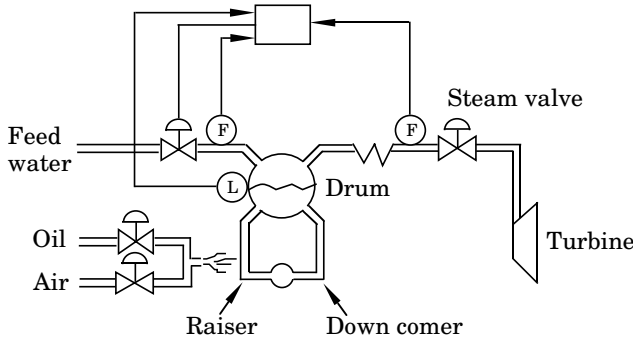 Steam valve
F
F
Feed
water
L
Drum
Oil
Turbine
Air
Raiser
Down comer